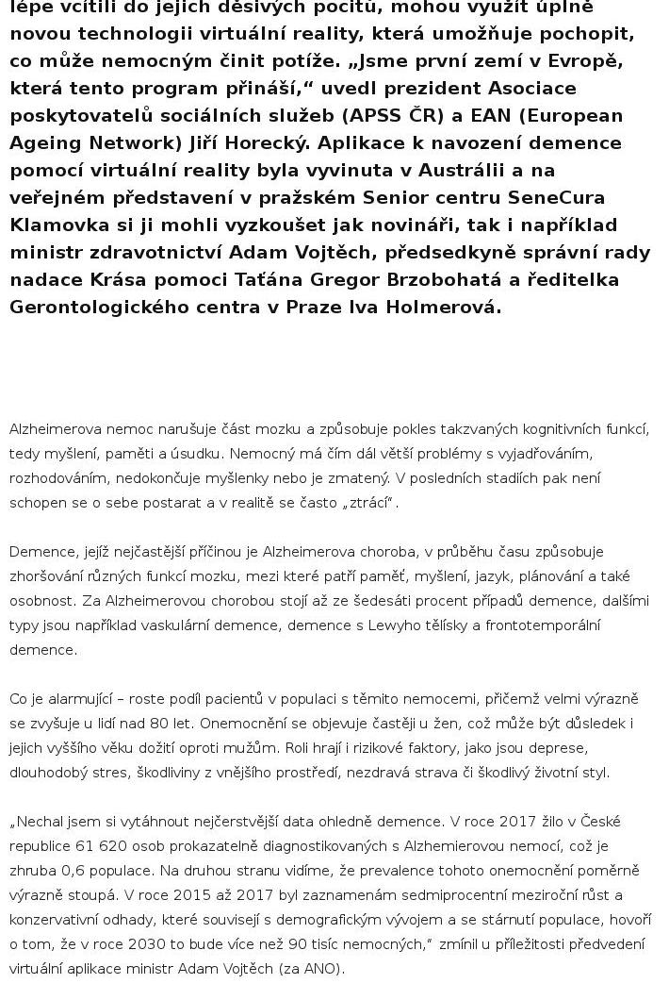 lépe vcítili do jejich děsivých pocitů, mohou využít úplně
novou technologii virtuální reality, která umožňuje pochopit,
co může nemocným činit potíže. „Jsme první zemí v Evropě,
která tento program přináší,“ uvedl prezident Asociace
poskytovatelů sociálních služeb (APSS ČR) a EAN (European
Ageing Network) Jiří Horecký. Aplikace k navození demence
pomocí virtuální reality byla vyvinuta v Austrálii a na
veřejném představení v pražském Senior centru SeneCura
Klamovka si ji mohli vyzkoušet jak novináři, tak i například
ministr zdravotnictví Adam Vojtěch, předsedkyně správní rady
nadace Krása pomoci Taťána Gregor Brzobohatá a ředitelka
Gerontologického centra v Praze Iva Holmerová.
Alzheimerova nemoc narušuje část mozku a způsobuje pokles takzvaných kognitivních funkcí,
tedy myšlení, paměti a úsudku. Nemocný má čím dál větší problémy s vyjadřováním,
rozhodováním, nedokončuje myšlenky nebo je zmatený. V posledních stadiích pak není
schopen se o sebe postarat a v realitě se často „ztrácí“.
Demence, jejíž nejčastější příčinou je Alzheimerova choroba, v průběhu času způsobuje
zhoršování různých funkcí mozku, mezi které patří paměť, myšlení, jazyk, plánování a také
osobnost. Za Alzheimerovou chorobou stojí až ze šedesáti procent případů demence, dalšími
typy jsou například vaskulární demence, demence s Lewyho tělísky a frontotemporální
demence.
Co je alarmující – roste podíl pacientů v populaci s těmito nemocemi, přičemž velmi výrazně
se zvyšuje u lidí nad 80 let. Onemocnění se objevuje častěji u žen, což může být důsledek i
jejich vyššího věku dožití oproti mužům. Roli hrají i rizikové faktory, jako jsou deprese,
dlouhodobý stres, škodliviny z vnějšího prostředí, nezdravá strava či škodlivý životní styl.
„Nechal jsem si vytáhnout nejčerstvější data ohledně demence. V roce 2017 žilo v České
republice 61 620 osob prokazatelně diagnostikovaných s Alzhemierovou nemocí, což je
zhruba 0,6 populace. Na druhou stranu vidíme, že prevalence tohoto onemocnění poměrně
výrazně stoupá. V roce 2015 až 2017 byl zaznamenám sedmiprocentní meziroční růst a
konzervativní odhady, které souvisejí s demografickým vývojem a se stárnutí populace, hovoří
o tom, že v roce 2030 to bude více než 90 tisíc nemocných,“ zmínil u příležitosti předvedení
virtuální aplikace ministr Adam Vojtěch (za ANO).